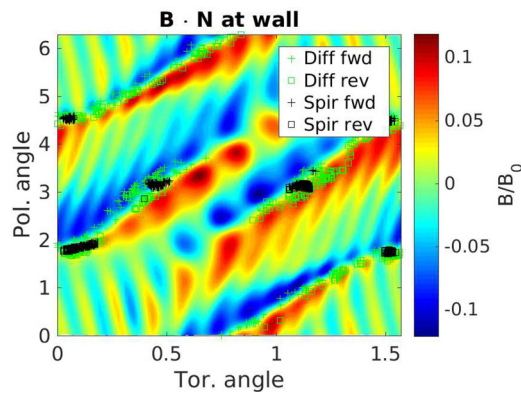 B · N at wall
Diff fwd
Diff rev
Spir fwd
Spir rev
6
5
4
3
2
1
0
Pol. angle
0
0.5
1
1.5
Tor. angle
0.1
0.05
0
-0.05
-0.1
B/B0